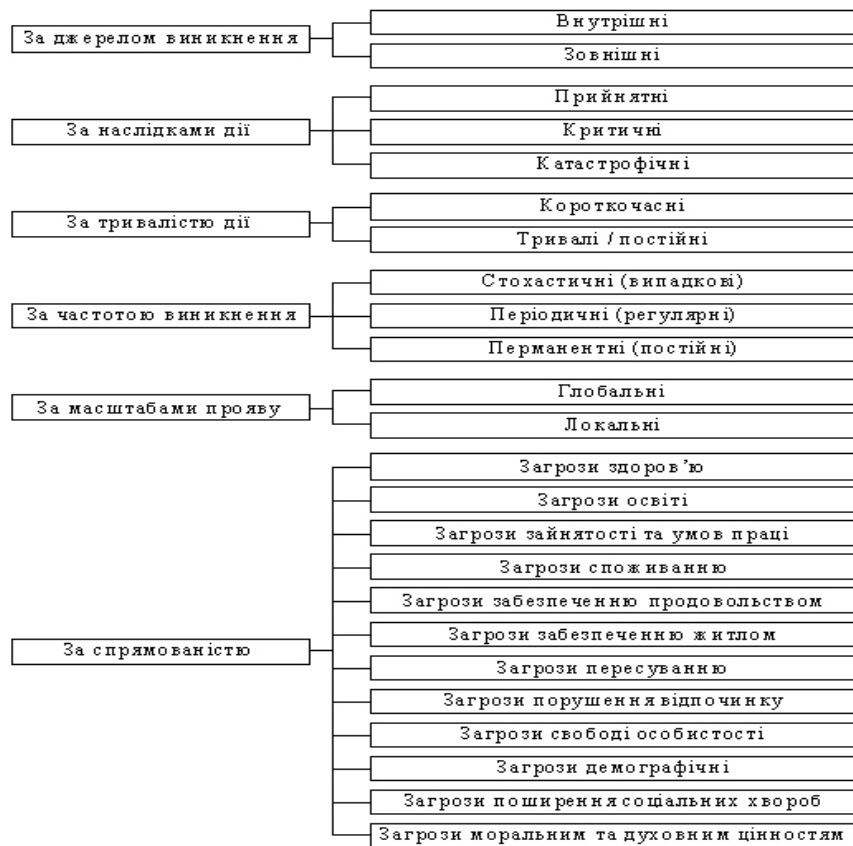 За джерелом виникнення
Внутрішні
Зовнішні
За наслідками дії
Прийнятні
Критичні
Катастрофічні
За тривалістю дії
Короткочасні
Тривалі / постійні
За частотою виникнення
Стохастичні (випадкові)
Періодичні (регулярні)
Перманентні (постійні)
За масштабами прояву
Глобальні
Локальні
За спрямованістю
Загрози здоров’ю
Загрози освіті
Загрози зайнятості та умов праці
Загрози споживанню
Загрози забезпеченню продовольством
Загрози забезпеченню житлом
Загрози пересуванню
Загрози порушення відпочинку
Загрози свободі особистості
Загрози демографічні
Загрози поширення соціальних хвороб
Загрози моральним та духовним цінностям